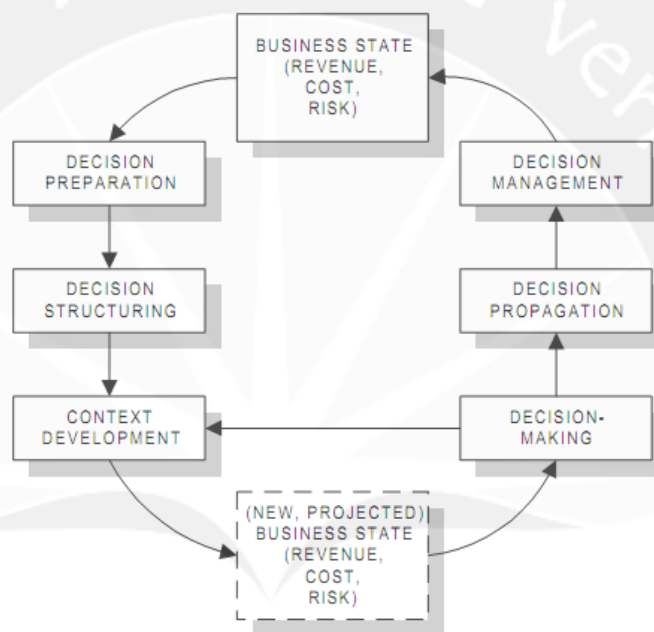 BUSINESS STATE
(REVENUE,
COST,
RISK)
DECISION
PREPARATION
DECISION
MANAGEMENT
DECISION
STRUCTURING
DECISION
PROPAGATION
CONTEXT
DEVELOPMENT
DECISION-
MAKING
(NEW, PROJECTED)
BUSINESS STATE
(REVENUE,
COST,
RISK)